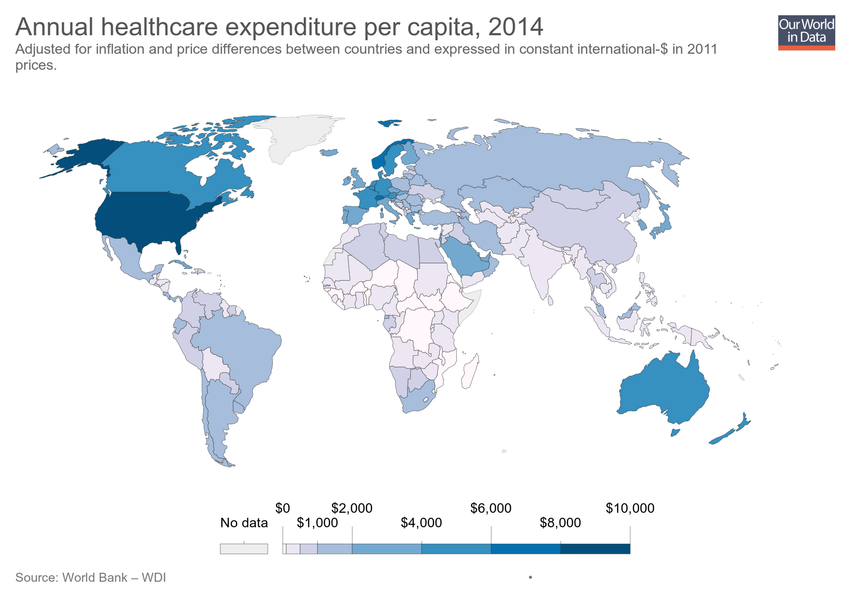 Annual healthcare expenditure per capita, 2014
Our World
in Data
Adjusted for inflation and price differences between countries and expressed in constant international-$ in 2011
prices.
$0 $2,000 $6,000 $10,000
No data $1,000 $4,000 $8,000
Source: World Bank – WDI